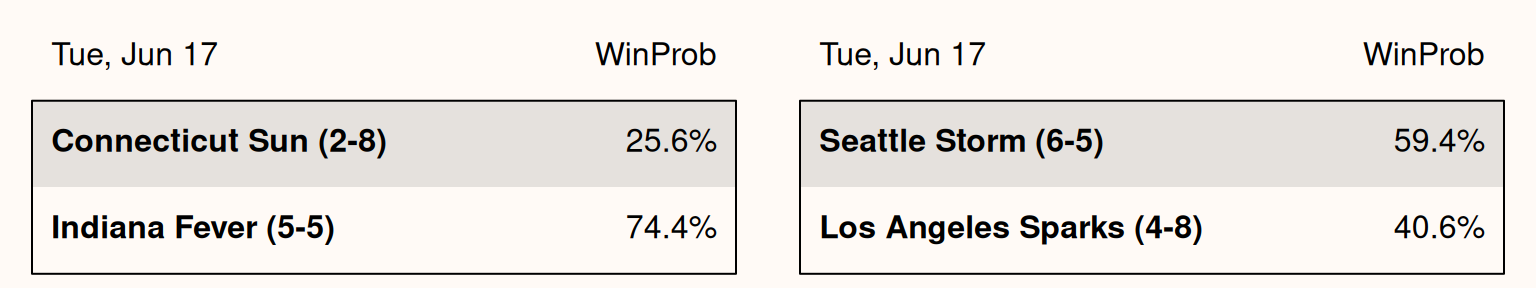 Tue, Jun 17 WinProb
Connecticut Sun (2-8) 25.6%
Indiana Fever (5-5) 74.4%
Tue, Jun 17 WinProb
Seattle Storm (6-5) 59.4%
Los Angeles Sparks (4-8) 40.6%